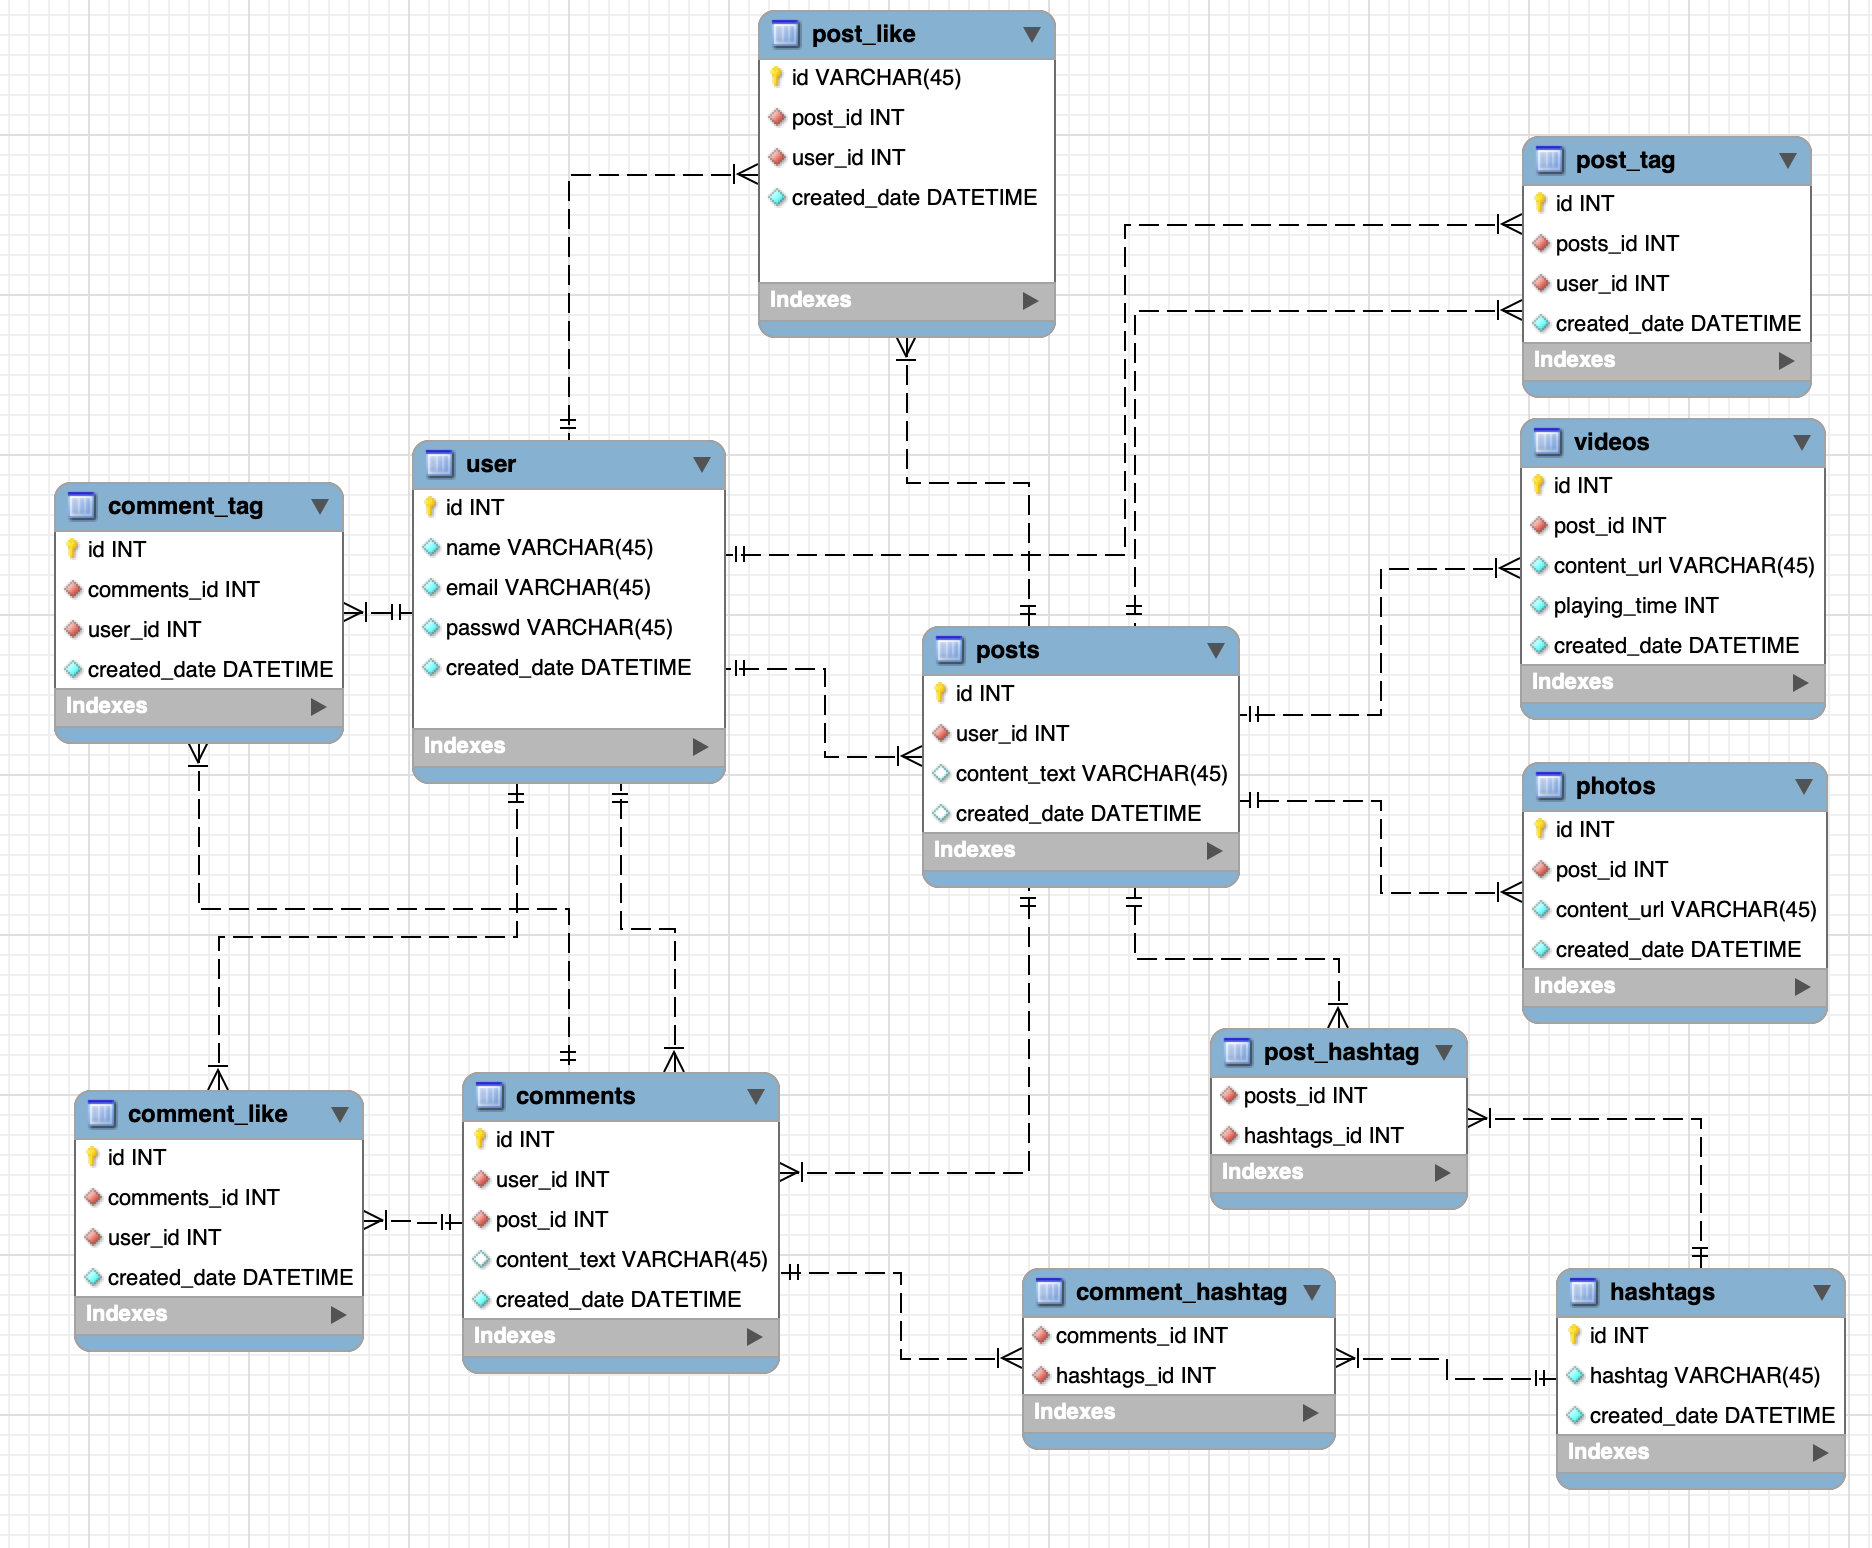 post_like
id VARCHAR(45)
post_id INT
user_id INT
created_date DATETIME
Indexes
post_tag
id INT
posts_id INT
user_id INT
created_date DATETIME
Indexes
user
id INT
name VARCHAR(45)
email VARCHAR(45)
passwd VARCHAR(45)
created_date DATETIME
Indexes
comment_tag
id INT
comments_id INT
user_id INT
created_date DATETIME
Indexes
videos
id INT
post_id INT
content_url VARCHAR(45)
playing_time INT
created_date DATETIME
Indexes
posts
id INT
user_id INT
content_text VARCHAR(45)
created_date DATETIME
Indexes
photos
id INT
post_id INT
content_url VARCHAR(45)
created_date DATETIME
Indexes
post_hashtag
posts_id INT
hashtags_id INT
Indexes
comment_like
id INT
comments_id INT
user_id INT
created_date DATETIME
Indexes
comments
id INT
user_id INT
post_id INT
content_text VARCHAR(45)
created_date DATETIME
Indexes
comment_hashtag
comments_id INT
hashtags_id INT
Indexes
hashtags
id INT
hashtag VARCHAR(45)
created_date DATETIME
Indexes